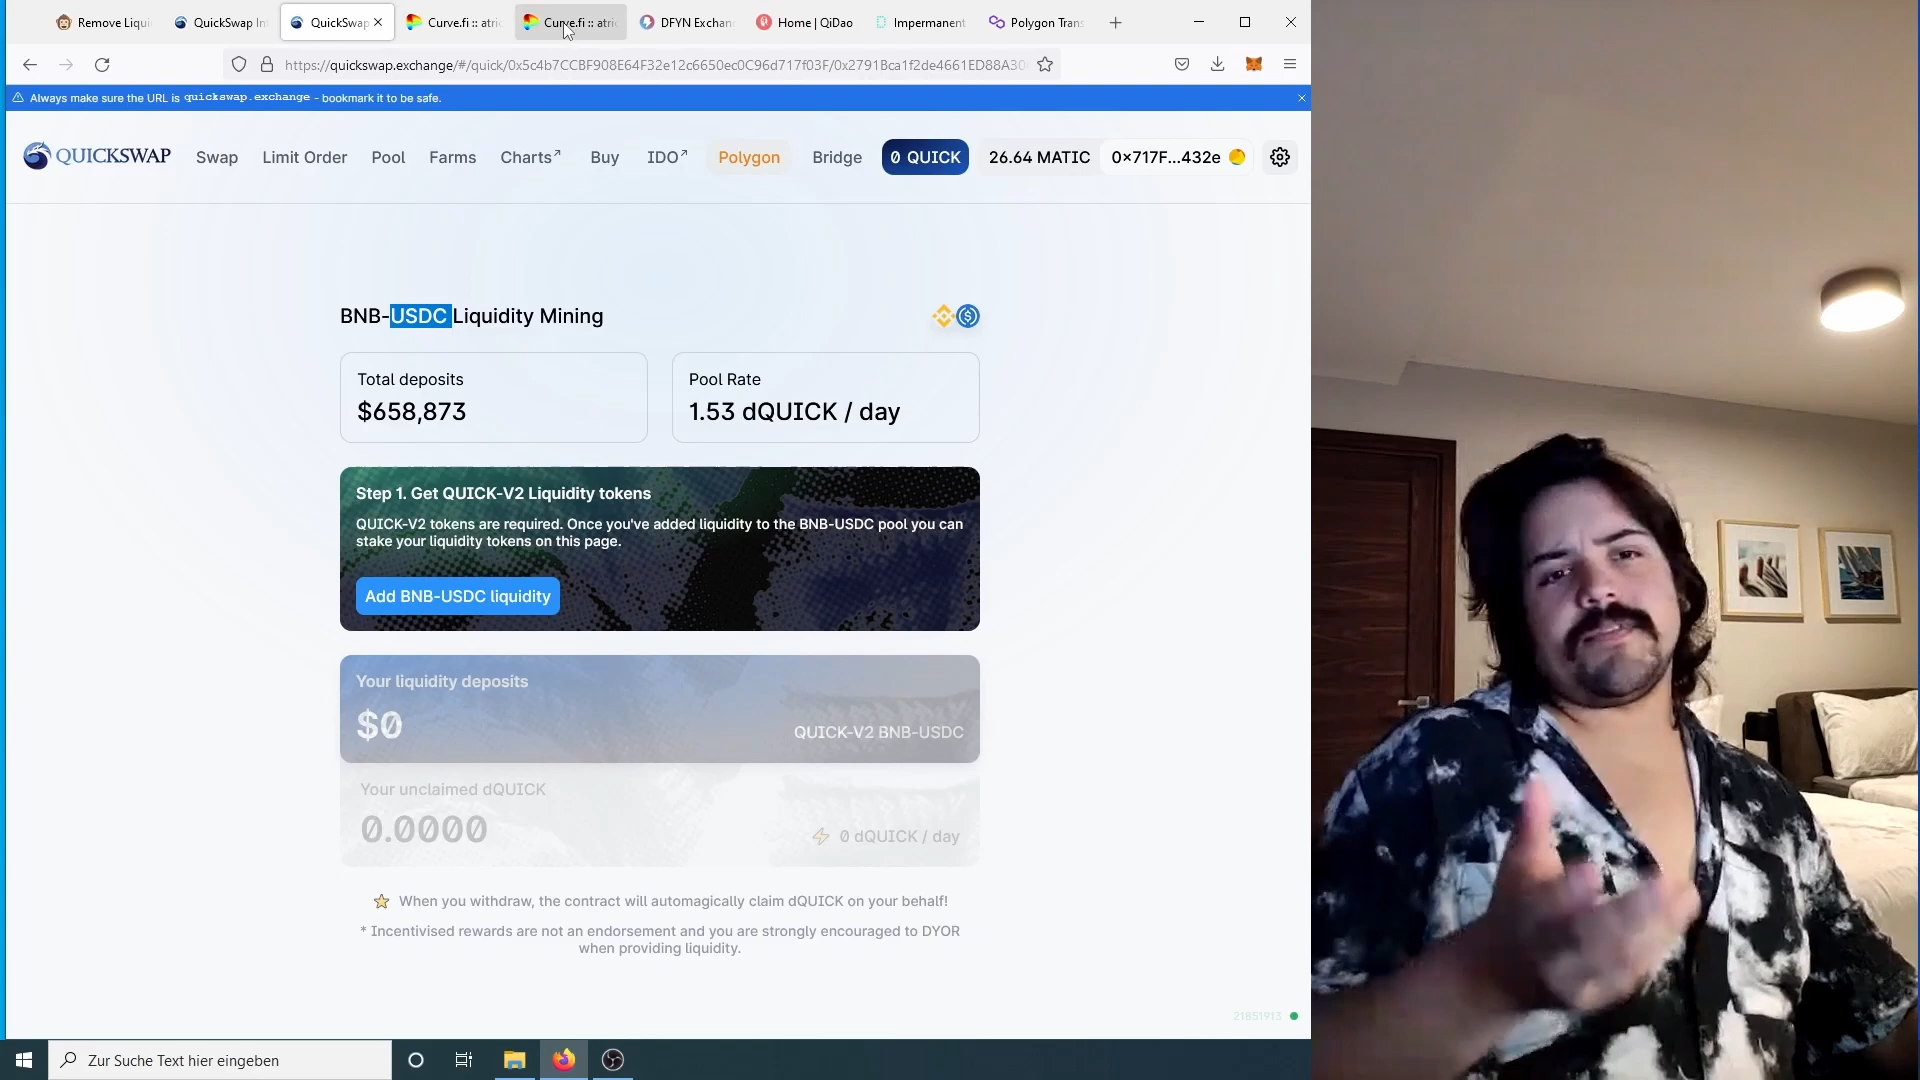 Remove Liqui
QuickSwap Inf
QuickSwap
Curve.fi :: atric
Curve.fi :: atric
DFYN Exchan
Home | QiDao
Impermanent
Polygon Trans
https://quickswap.exchange/#/quick/0x5c4b7CCBF908E64F32e12c6650ec0C96d717f03F/0x2791Bca1f2de4661ED88A30
Always make sure the URL is quickswap.exchange - bookmark it to be safe.
QUICKSWAP
Swap
Limit Order
Pool
Farms
Charts↗
Buy
IDO↗
Polygon
Bridge
0 QUICK
26.64 MATIC
0x717F...432e
BNB-USDC Liquidity Mining
Total deposits
$658,873
Pool Rate
1.53 dQUICK / day
Step 1. Get QUICK-V2 Liquidity tokens
QUICK-V2 tokens are required. Once you've added liquidity to the BNB-USDC pool you can
stake your liquidity tokens on this page.
Add BNB-USDC liquidity
Your liquidity deposits
$0
QUICK-V2 BNB-USDC
Your unclaimed dQUICK
0.0000
0 dQUICK / day
When you withdraw, the contract will automagically claim dQUICK on your behalf!
* Incentivised rewards are not an endorsement and you are strongly encouraged to DYOR
when providing liquidity.
21851913
Zur Suche Text hier eingeben